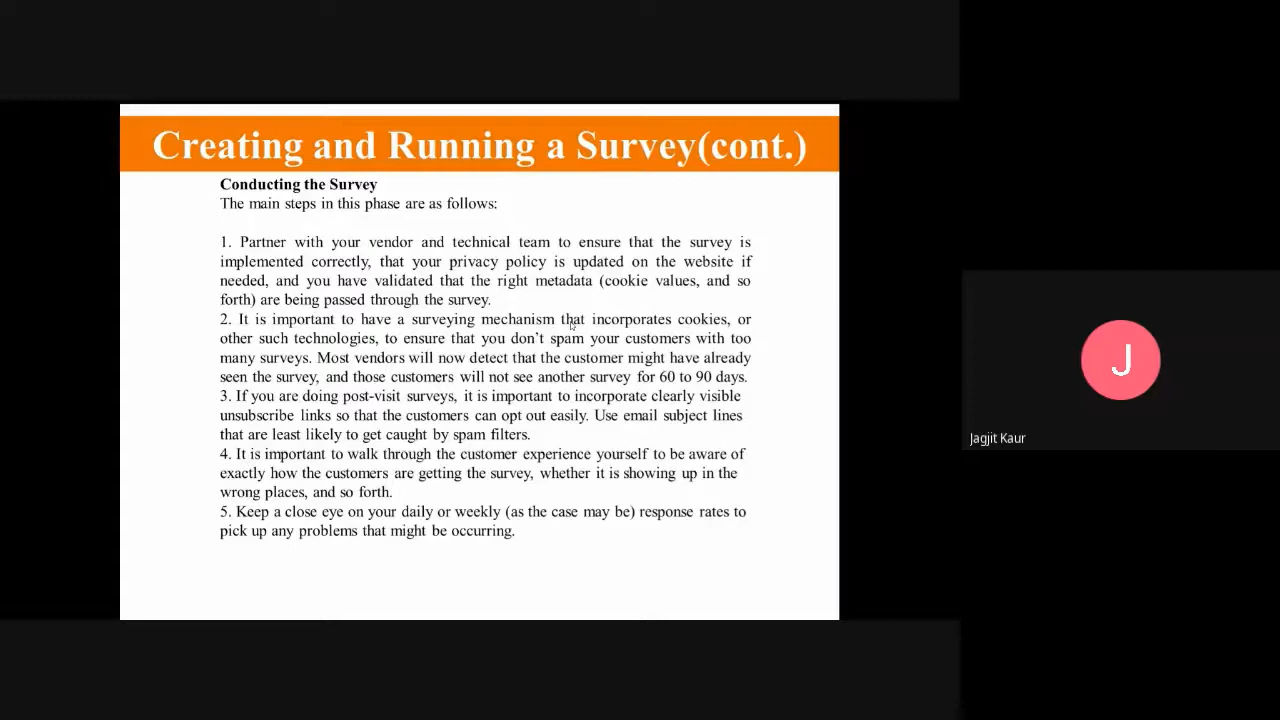 Creating and Running a Survey(cont.)
Conducting the Survey
The main steps in this phase are as follows:
1. Partner with your vendor and technical team to ensure that the survey is
implemented correctly, that your privacy policy is updated on the website if
needed, and you have validated that the right metadata (cookie values, and so
forth) are being passed through the survey.
2. It is important to have a surveying mechanism that incorporates cookies, or
other such technologies, to ensure that you don’t spam your customers with too
many surveys. Most vendors will now detect that the customer might have already
seen the survey, and those customers will not see another survey for 60 to 90 days.
3. If you are doing post-visit surveys, it is important to incorporate clearly visible
unsubscribe links so that the customers can opt out easily. Use email subject lines
that are least likely to get caught by spam filters.
4. It is important to walk through the customer experience yourself to be aware of
exactly how the customers are getting the survey, whether it is showing up in the
wrong places, and so forth.
5. Keep a close eye on your daily or weekly (as the case may be) response rates to
pick up any problems that might be occurring.
J
Jagjit Kaur